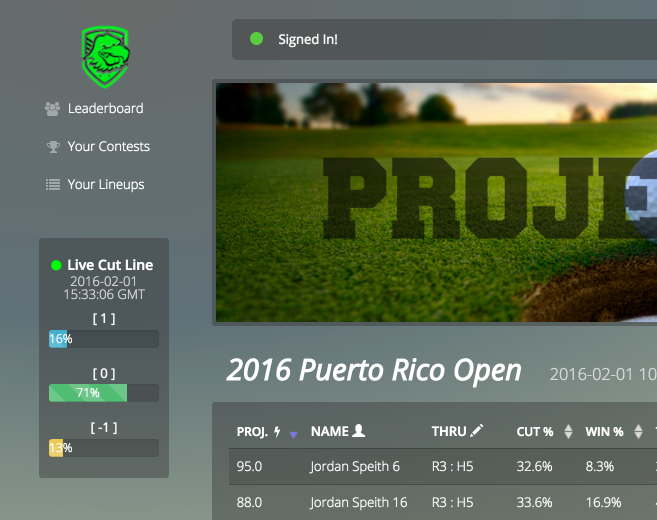 Signed In!
Leaderboard
Your Contests
Your Lineups
Live Cut Line
2016-02-01
15:33:06 GMT
[ 1 ]
16%
[ 0 ]
71%
[ -1 ]
13%
2016 Puerto Rico Open 2016-02-01 10
PROJ. NAME THRU CUT % WIN %
95.0 Jordan Speith 6 R3 : H5 32.6% 8.3%
88.0 Jordan Speith 16 R3 : H5 33.6% 16.9%